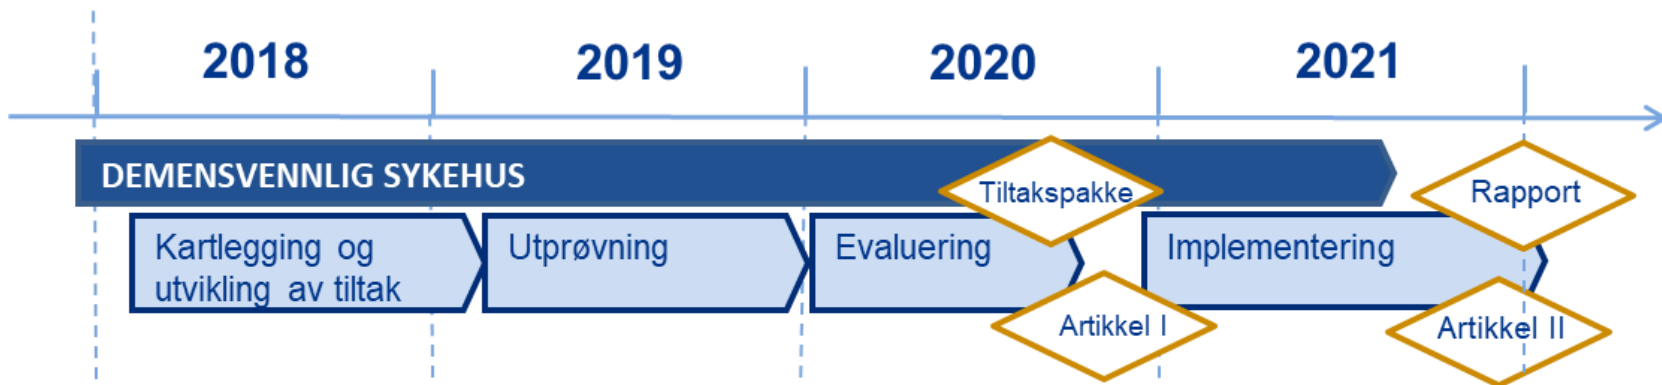 2018
2019
2020
2021
DEMENSVENNLIG SYKEHUS
Tiltakspakke
Rapport
Kartlegging og
utvikling av tiltak
Utprøvning
Evaluering
Implementering
Artikkel I
Artikkel II